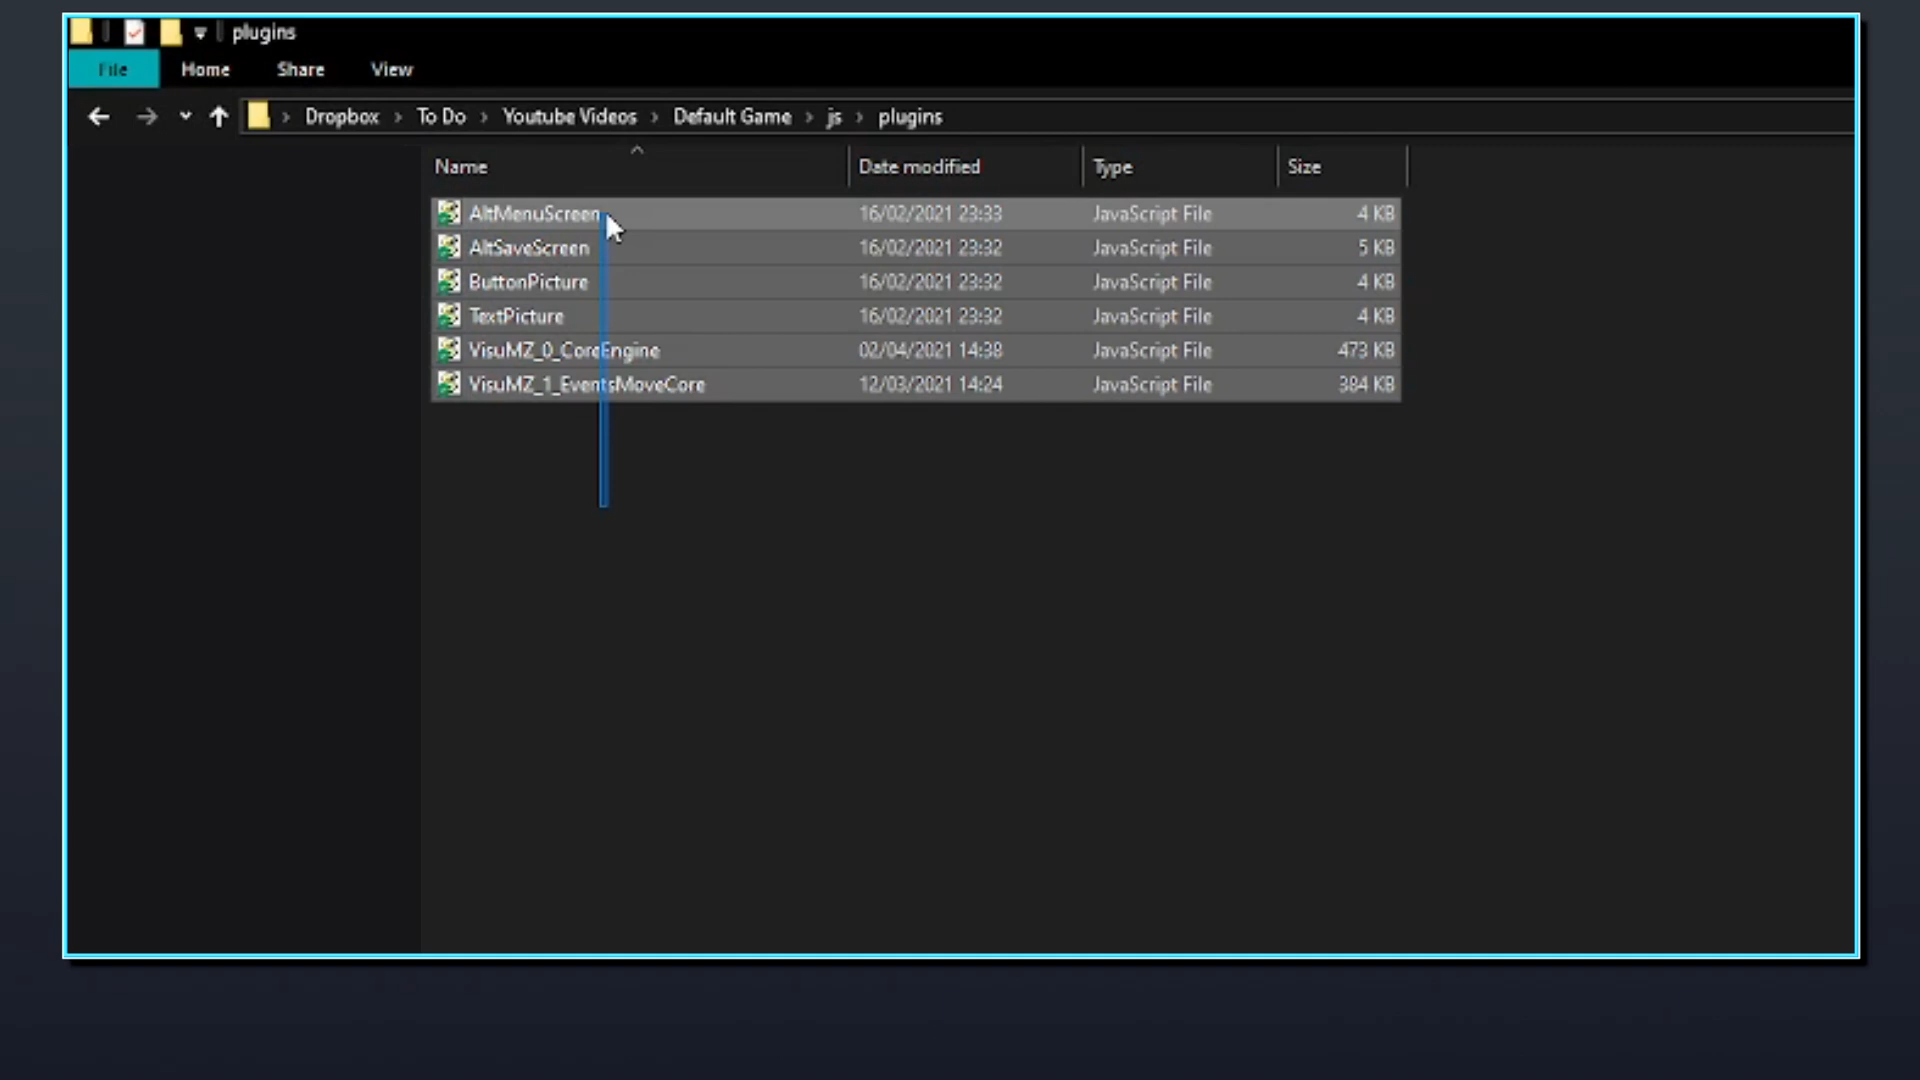 plugins
File Home Share View
Dropbox > To Do > Youtube Videos > Default Game > js > plugins
Name Date modified Type Size
AltMenuScreen 16/02/2021 23:33 JavaScript File 4 KB
AltSaveScreen 16/02/2021 23:32 JavaScript File 5 KB
ButtonPicture 16/02/2021 23:32 JavaScript File 4 KB
TextPicture 16/02/2021 23:32 JavaScript File 4 KB
VisuMZ_0_CoreEngine 02/04/2021 14:38 JavaScript File 473 KB
VisuMZ_1_EventsMoveCore 12/03/2021 14:24 JavaScript File 384 KB